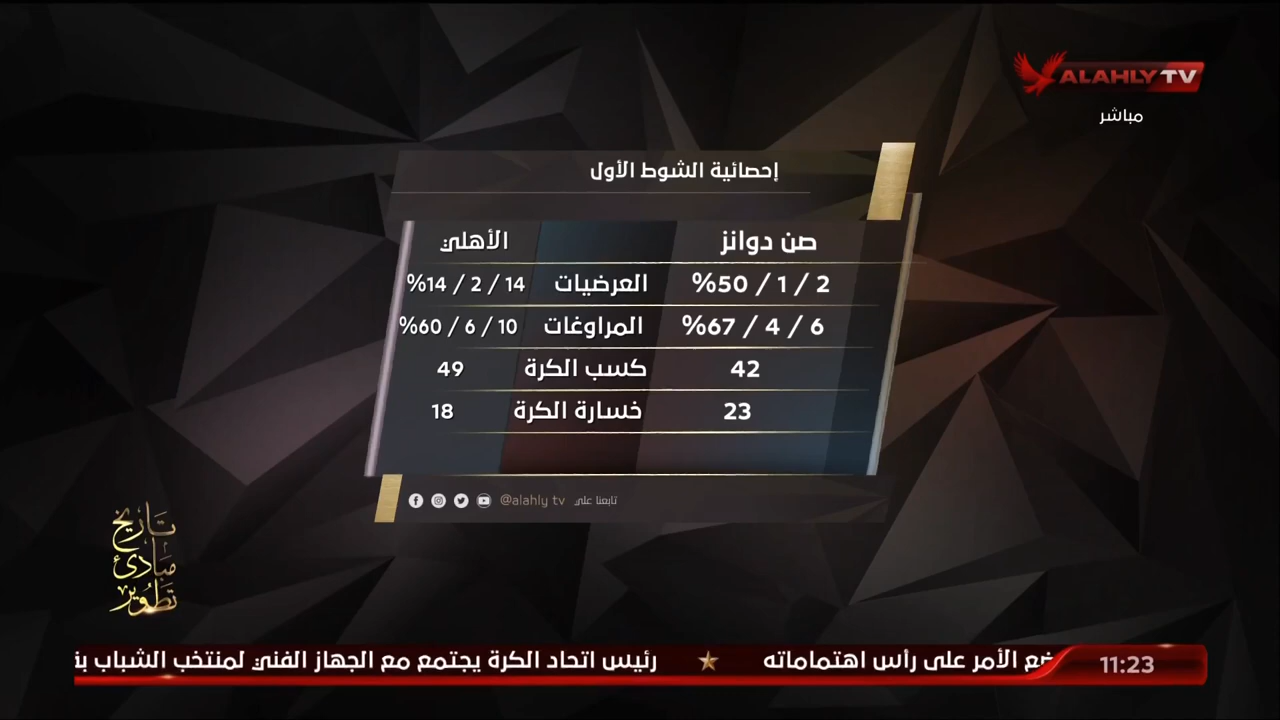 ALAHLY TV
مباشر
إحصائية الشوط الأول
صن دوانز الأهلي
2 / 1 / 50% العرضيات 14 / 2 / 14%
6 / 4 / 67% المراوغات 10 / 6 / 60%
42 كسب الكرة 49
23 خسارة الكرة 18
تابعنا علي @alahly tv
تاريخ
مبادئ
تطوير
11:23 الأمر على رأس اهتماماته ★ رئيس اتحاد الكرة يجتمع مع الجهاز الفني لمنتخب الشباب